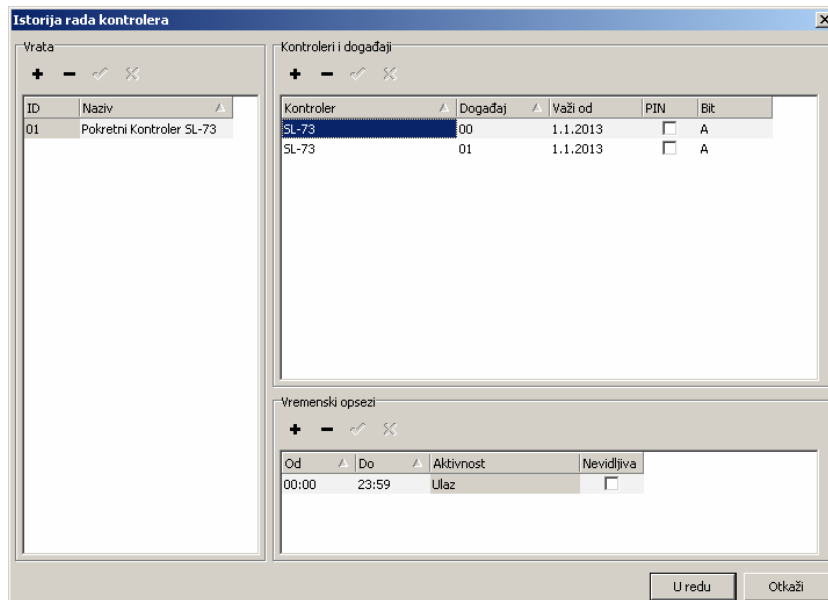 Istorija rada kontrolera
Vrata
ID Naziv
01 Pokretni Kontroler SL-73
Kontroleri i događaji
Kontroler Događaj Važi od PIN Bit
SL-73 00 1.1.2013 A
SL-73 01 1.1.2013 A
Vremenski opsezi
Od Do Aktivnost Nevidljiva
00:00 23:59 Ulaz
U redu Otkaži